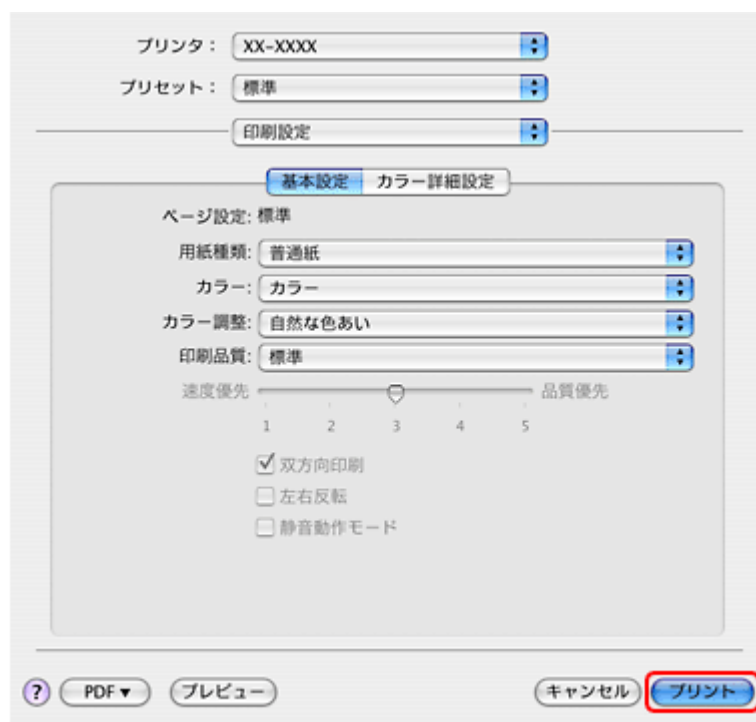 プリンタ： XX-XXXX
プリセット： 標準
印刷設定
基本設定 カラー詳細設定
ページ設定: 標準
用紙種類: 普通紙
カラー: カラー
カラー調整: 自然な色あい
印刷品質: 標準
速度優先 品質優先
1 2 3 4 5
双方向印刷
左右反転
静音動作モード
? PDF▼ プレビュー キャンセル プリント